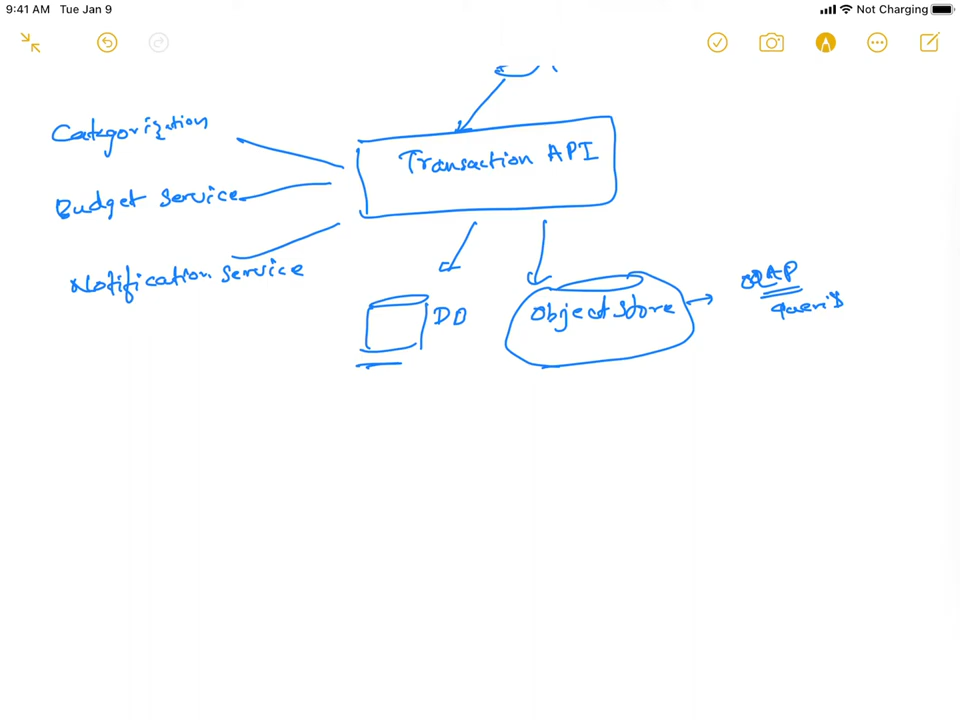 9:41 AM Tue Jan 9
Not Charging
Categorization
Transaction API
Budget Service
Notification Service
DD
Object Store
OLAP
queries